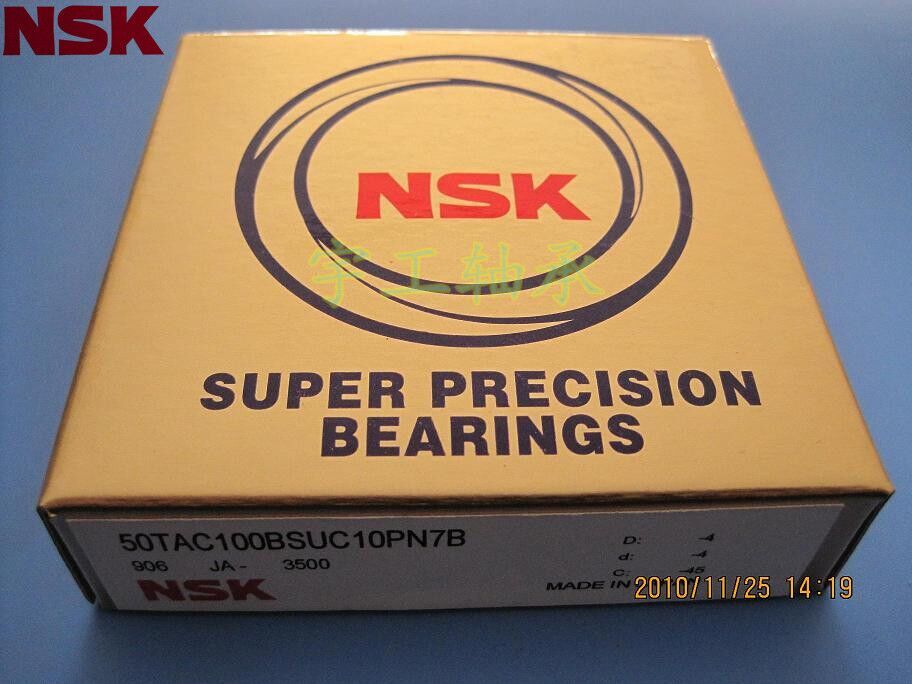 NSK
NSK
宇工轴承
SUPER PRECISION
BEARINGS
50TAC100BSUC10PN7B
906 JA- 3500
NSK
D: -4
d: -4
C: -45
MADE IN
2010/11/25 14:19